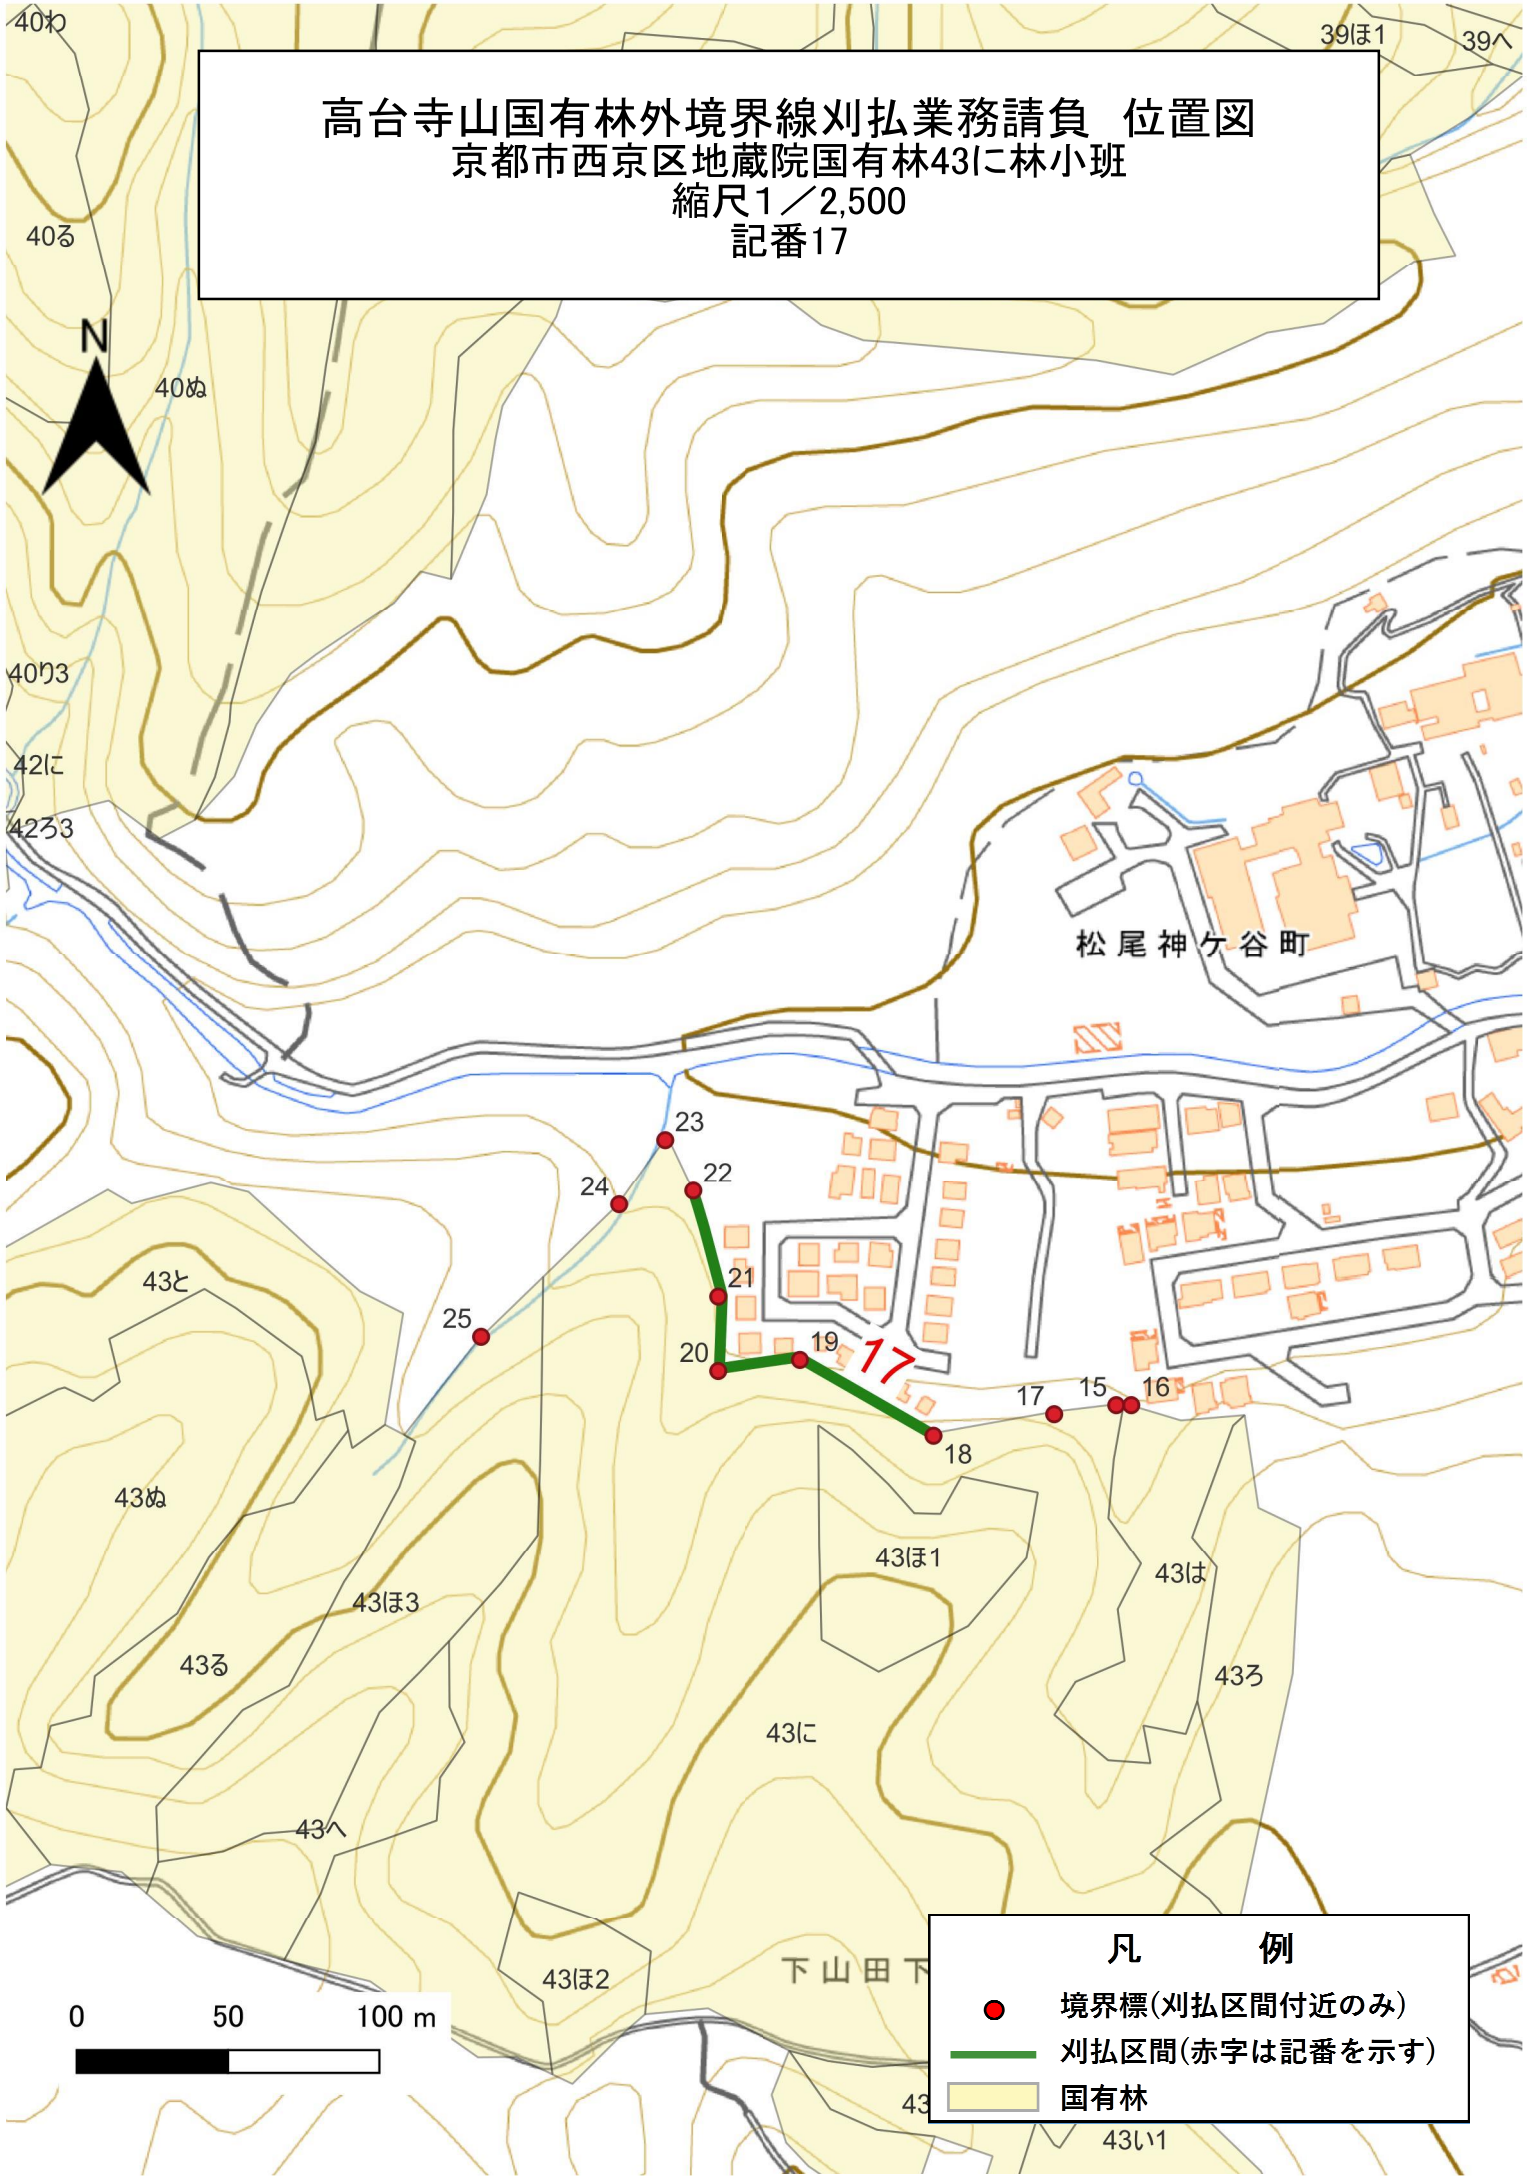 40わ
39ほ1
39へ
高台寺山国有林外境界線刈払業務請負　位置図
京都市西京区地蔵院国有林43に林小班
縮尺１／2,500
記番17
40る
N
40ぬ
40り3
42に
42ろ3
松尾神ケ谷町
23
22
24
21
25
20
19
17
17
15
16
18
43と
43ぬ
43ほ1
43は
43ほ3
43る
43ろ
43に
43へ
43ほ2
下山田下
0 50 100 m
凡　例
境界標(刈払区間付近のみ)
刈払区間(赤字は記番を示す)
国有林
43
43い1